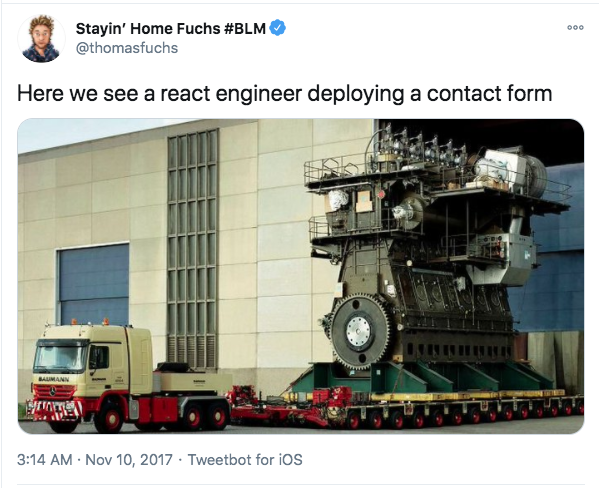 Stayin' Home Fuchs #BLM
@thomasfuchs
Here we see a react engineer deploying a contact form
BAUMANN
3:14 AM · Nov 10, 2017 · Tweetbot for iOS